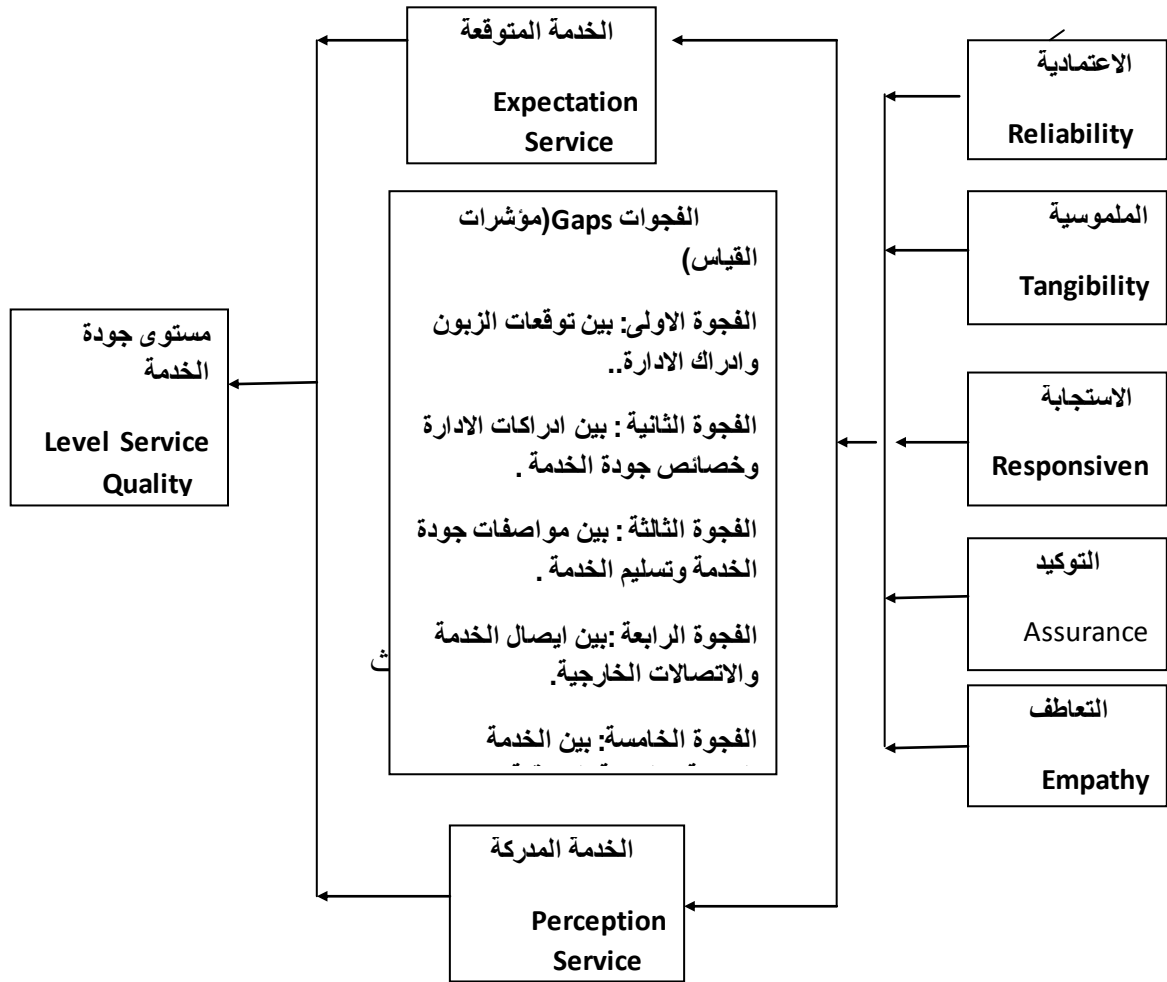 الخدمة المتوقعة
Expectation
Service
الاعتمادية
Reliability
الملموسية
Tangibility
الاستجابة
Responsiven
التوكيد
Assurance
التعاطف
Empathy
الفجوات Gaps(مؤشرات
القياس)
الفجوة الاولى: بين توقعات الزبون
وادراك الادارة..
الفجوة الثانية : بين ادراكات الادارة
وخصائص جودة الخدمة .
الفجوة الثالثة : بين مواصفات جودة
الخدمة وتسليم الخدمة .
الفجوة الرابعة :بين ايصال الخدمة
والاتصالات الخارجية.
الفجوة الخامسة: بين الخدمة
ث
مستوى جودة
الخدمة
Level Service
Quality
الخدمة المدركة
Perception
Service